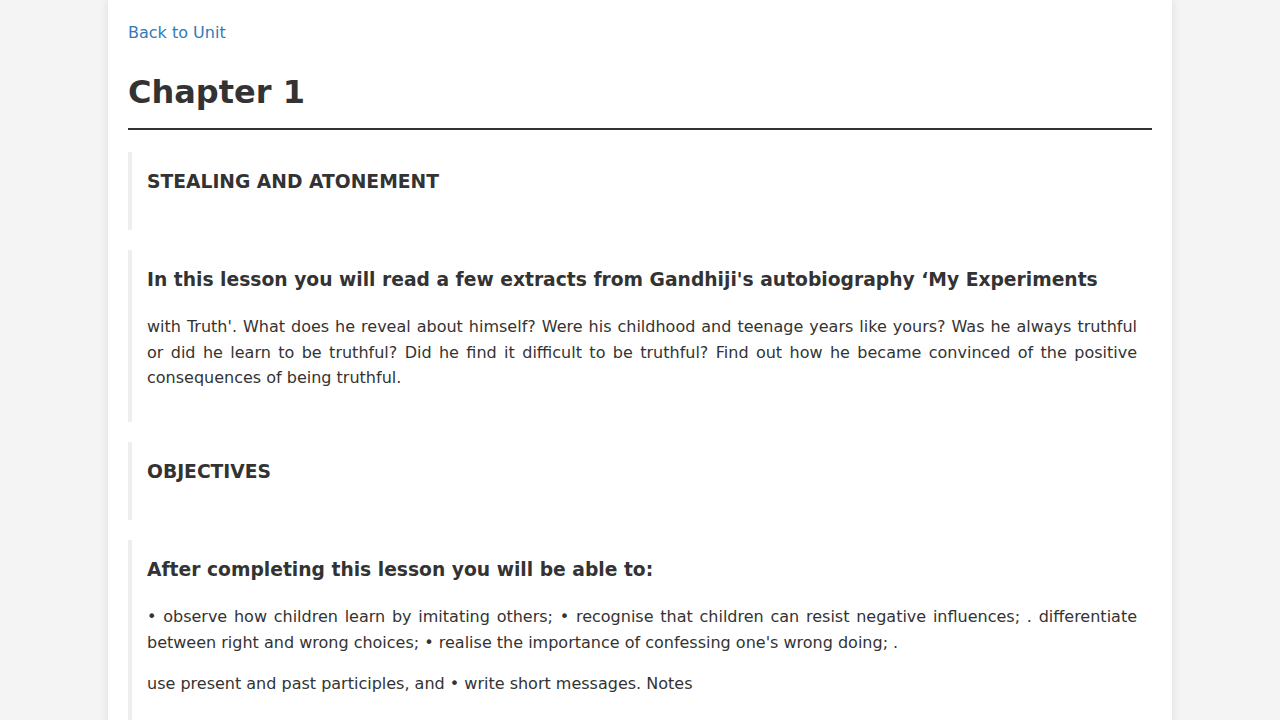 Back to Unit
Chapter 1
STEALING AND ATONEMENT
In this lesson you will read a few extracts from Gandhiji's autobiography ‘My Experiments
with Truth'. What does he reveal about himself? Were his childhood and teenage years like yours? Was he always truthful
or did he learn to be truthful? Did he find it difficult to be truthful? Find out how he became convinced of the positive
consequences of being truthful.
OBJECTIVES
After completing this lesson you will be able to:
• observe how children learn by imitating others; • recognise that children can resist negative influences; . differentiate
between right and wrong choices; • realise the importance of confessing one's wrong doing; .
use present and past participles, and • write short messages. Notes